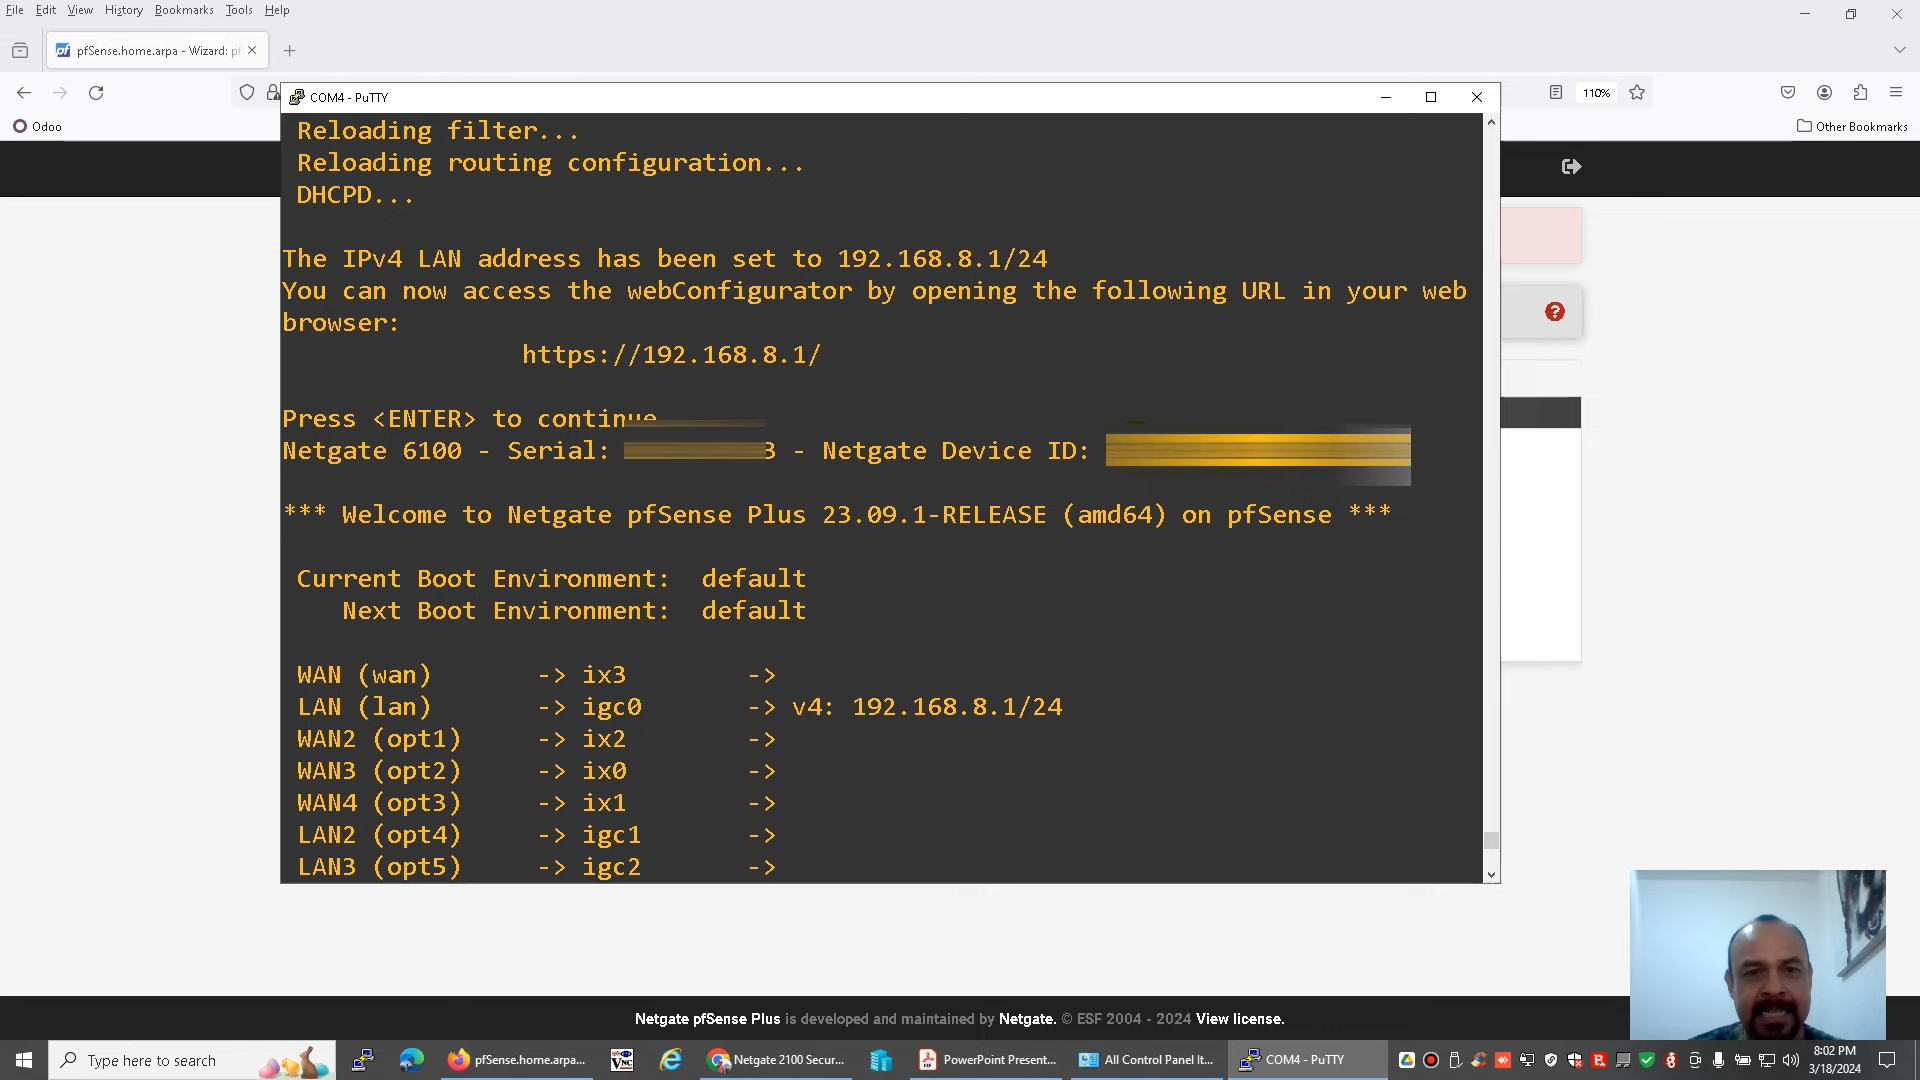 File Edit View History Bookmarks Tools Help
pfSense.home.arpa - Wizard: pf
110%
Odoo
Other Bookmarks
COM4 - PuTTY
Reloading filter...
Reloading routing configuration...
DHCPD...
The IPv4 LAN address has been set to 192.168.8.1/24
You can now access the webConfigurator by opening the following URL in your web
browser:
https://192.168.8.1/
Press <ENTER> to continue
Netgate 6100 - Serial: 3 - Netgate Device ID:
*** Welcome to Netgate pfSense Plus 23.09.1-RELEASE (amd64) on pfSense ***
Current Boot Environment: default
Next Boot Environment: default
WAN (wan) -> ix3 ->
LAN (lan) -> igc0 -> v4: 192.168.8.1/24
WAN2 (opt1) -> ix2 ->
WAN3 (opt2) -> ix0 ->
WAN4 (opt3) -> ix1 ->
LAN2 (opt4) -> igc1 ->
LAN3 (opt5) -> igc2 ->
Netgate pfSense Plus is developed and maintained by Netgate. © ESF 2004 - 2024 View license.
Type here to search
pfSense.home.arpa...
Netgate 2100 Secur...
PowerPoint Present...
All Control Panel It...
COM4 - PuTTY
8:02 PM
3/18/2024